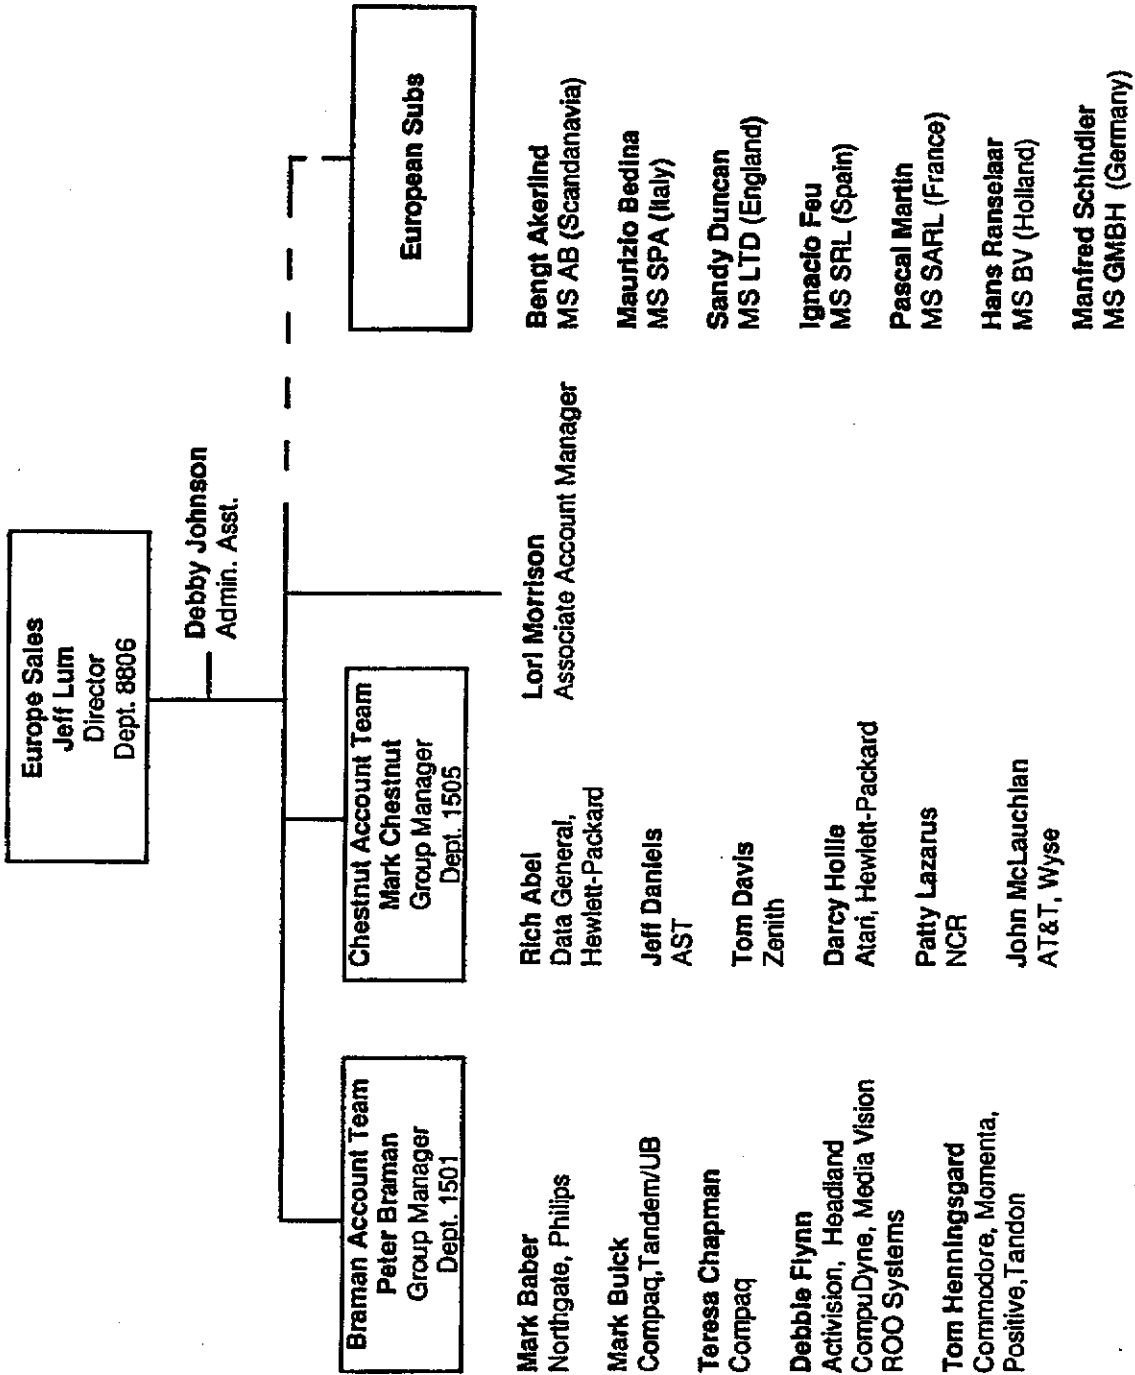 Europe Sales
Jeff Lum
Director
Dept. 8806
Debby Johnson
Admin. Asst.
Braman Account Team
Peter Braman
Group Manager
Dept. 1501
Mark Baber
Northgate, Philips
Mark Buick
Compaq,Tandem/UB
Teresa Chapman
Compaq
Debbie Flynn
Activision, Headland
CompuDyne, Media Vision
ROO Systems
Tom Henningsgard
Commodore, Momenta,
Positive,Tandon
Chestnut Account Team
Mark Chestnut
Group Manager
Dept. 1505
Rich Abel
Data General,
Hewlett-Packard
Jeff Daniels
AST
Tom Davis
Zenith
Darcy Hollie
Atari, Hewlett-Packard
Patty Lazarus
NCR
John McLauchlan
AT&T, Wyse
Lori Morrison
Associate Account Manager
European Subs
Bengt Akerlind
MS AB (Scandanavia)
Maurizio Bedina
MS SPA (Italy)
Sandy Duncan
MS LTD (England)
Ignacio Feu
MS SRL (Spain)
Pascal Martin
MS SARL (France)
Hans Ranselaar
MS BV (Holland)
Manfred Schindler
MS GMBH (Germany)